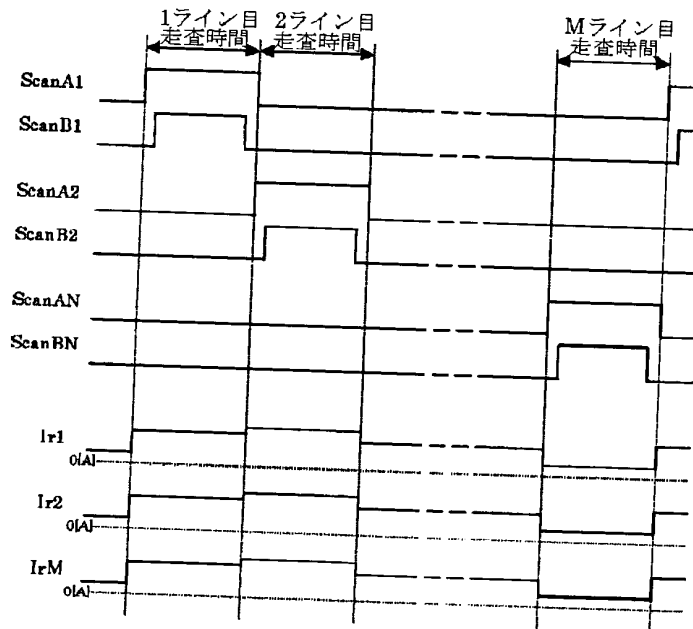 1ライン目
走査時間
2ライン目
走査時間
Mライン目
走査時間
ScanA1
ScanB1
ScanA2
ScanB2
ScanAN
ScanBN
Ir1
0[A]
Ir2
0[A]
IrM
0[A]